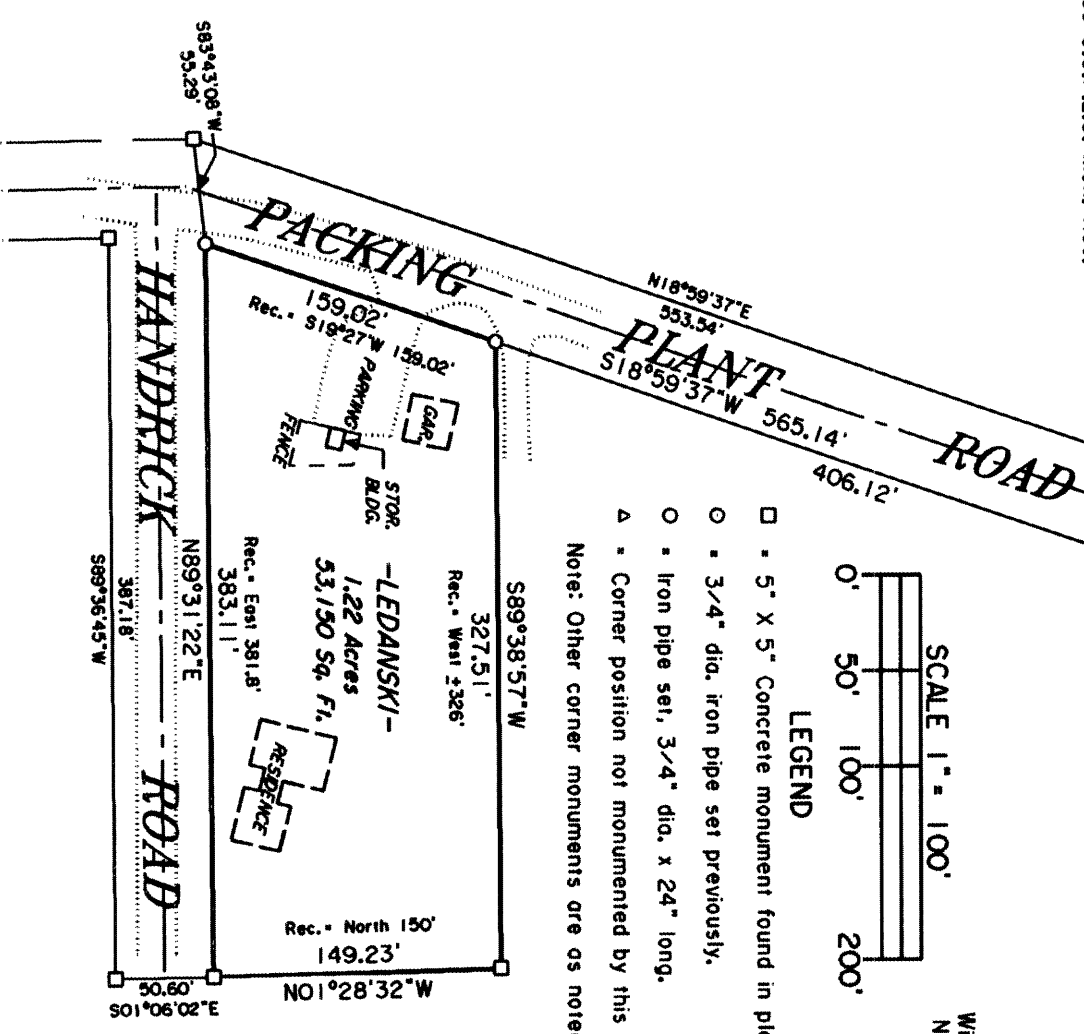 S83°43'08"W
55.29'
PACKING PLANT ROAD
N18°59'37"E
553.54'
S18°59'37"W 565.14'
406.12'
159.02'
Rec. = S19°27'W 159.02'
PARKING
GAR.
FENCE
STOR.
BLDG.
HANDRICK ROAD
S89°38'57"W
327.51'
Rec. = West ±326'
-LEDANSKI-
1.22 Acres
53,150 Sq. Ft.
Rec. = East 381.8'
383.11'
N89°31'22"E
387.18'
S89°36'45"W
RESIDENCE
Rec. = North 150'
149.23'
N01°28'32"W
50.60'
S01°06'02"E
SCALE 1" = 100'
0' 50' 100' 200'
LEGEND
□ = 5" X 5" Concrete monument found in pl
⊙ = 3/4" dia. iron pipe set previously.
○ = Iron pipe set, 3/4" dia. x 24" long.
△ = Corner position not monumented by this
Note: Other corner monuments are as note